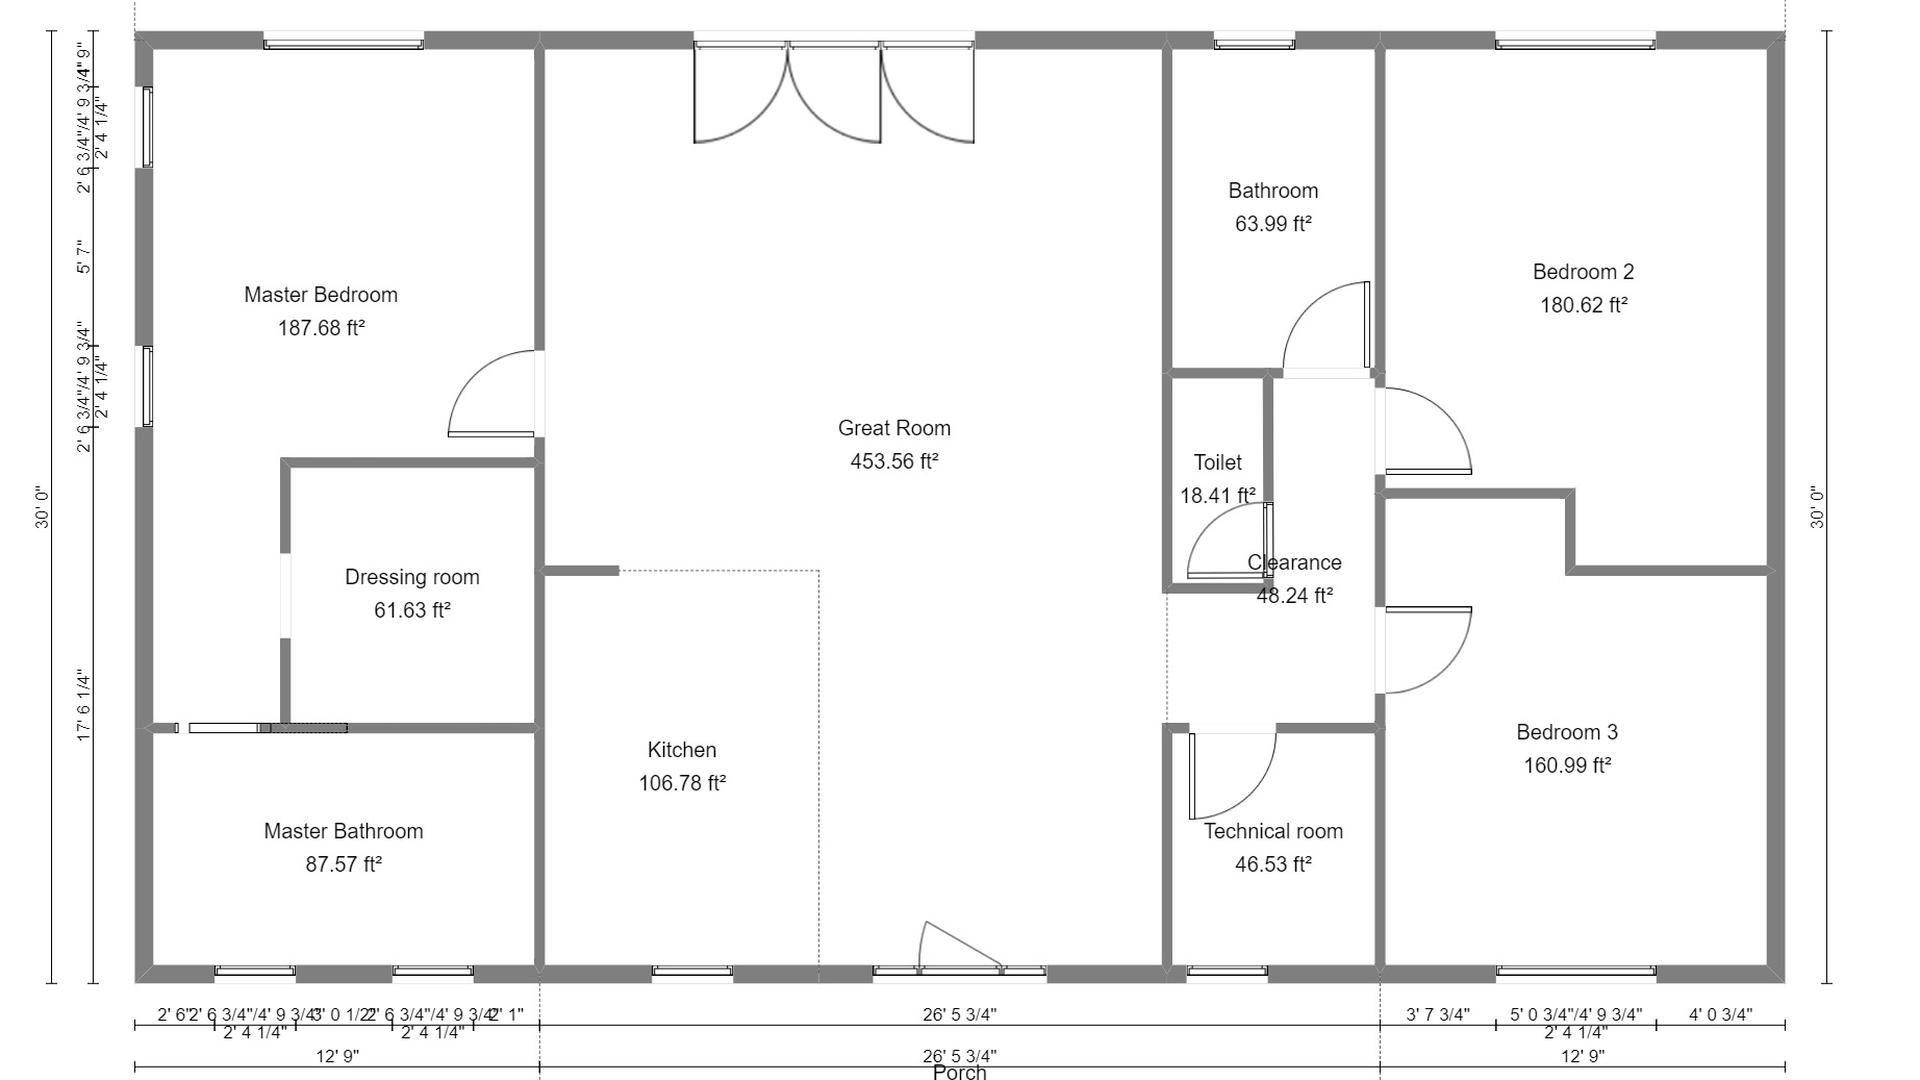 Master Bedroom
187.68 ft²
Dressing room
61.63 ft²
Master Bathroom
87.57 ft²
Great Room
453.56 ft²
Kitchen
106.78 ft²
Bathroom
63.99 ft²
Toilet
18.41 ft²
Clearance
48.24 ft²
Technical room
46.53 ft²
Bedroom 2
180.62 ft²
Bedroom 3
160.99 ft²
30' 0"
2' 6 3/4"/4' 9 3/4"
9"
2' 4 1/4"
5' 7"
2' 6 3/4"/4' 9 3/4"
2' 4 1/4"
17' 6 1/4"
30' 0"
2' 6" 2' 6 3/4"/4' 9 3/4" 3' 0 1/2" 2' 6 3/4"/4' 9 3/4" 2' 1" 26' 5 3/4" 3' 7 3/4" 5' 0 3/4"/4' 9 3/4" 4' 0 3/4"
2' 4 1/4" 2' 4 1/4" 2' 4 1/4"
12' 9" 26' 5 3/4" 12' 9"
Porch